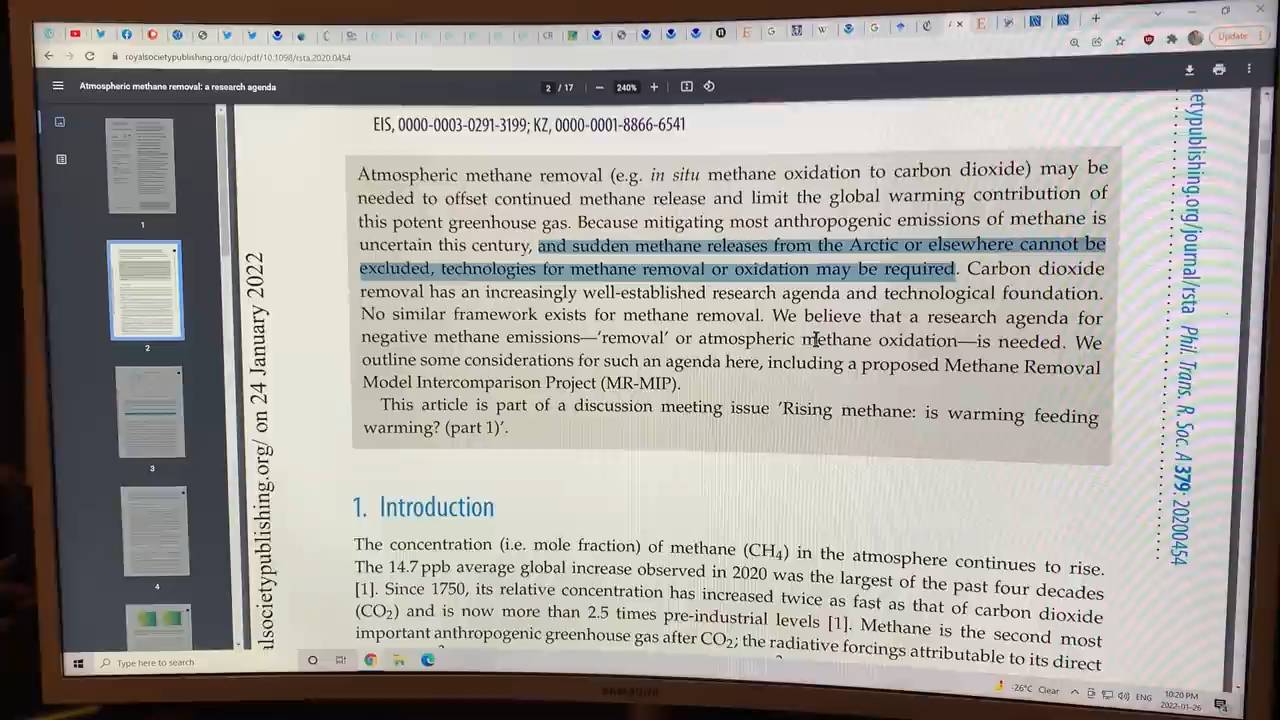 Update
royalsocietypublishing.org/doi/pdf/10.1098/rsta.2020.0454
Atmospheric methane removal: a research agenda
2 / 17
240%
EIS, 0000-0003-0291-3199; KZ, 0000-0001-8866-6541
Atmospheric methane removal (e.g. in situ methane oxidation to carbon dioxide) may be
needed to offset continued methane release and limit the global warming contribution of
this potent greenhouse gas. Because mitigating most anthropogenic emissions of methane is
uncertain this century, and sudden methane releases from the Arctic or elsewhere cannot be
excluded, technologies for methane removal or oxidation may be required. Carbon dioxide
removal has an increasingly well-established research agenda and technological foundation.
No similar framework exists for methane removal. We believe that a research agenda for
negative methane emissions—‘removal’ or atmospheric methane oxidation—is needed. We
outline some considerations for such an agenda here, including a proposed Methane Removal
Model Intercomparison Project (MR-MIP).
This article is part of a discussion meeting issue ‘Rising methane: is warming feeding
warming? (part 1)’.
1. Introduction
The concentration (i.e. mole fraction) of methane (CH4) in the atmosphere continues to rise.
The 14.7 ppb average global increase observed in 2020 was the largest of the past four decades
[1]. Since 1750, its relative concentration has increased twice as fast as that of carbon dioxide
(CO2) and is now more than 2.5 times pre-industrial levels [1]. Methane is the second most
important anthropogenic greenhouse gas after CO2; the radiative forcings attributable to its direct
alsocietypublishing.org/ on 24 January 2022
ietypublishing.org/journal/rsta Phil. Trans. R. Soc. A 379: 20200454
1
2
3
4
Type here to search
-26°C Clear
ENG
10:20 PM
2022-01-26
SAMSUNG